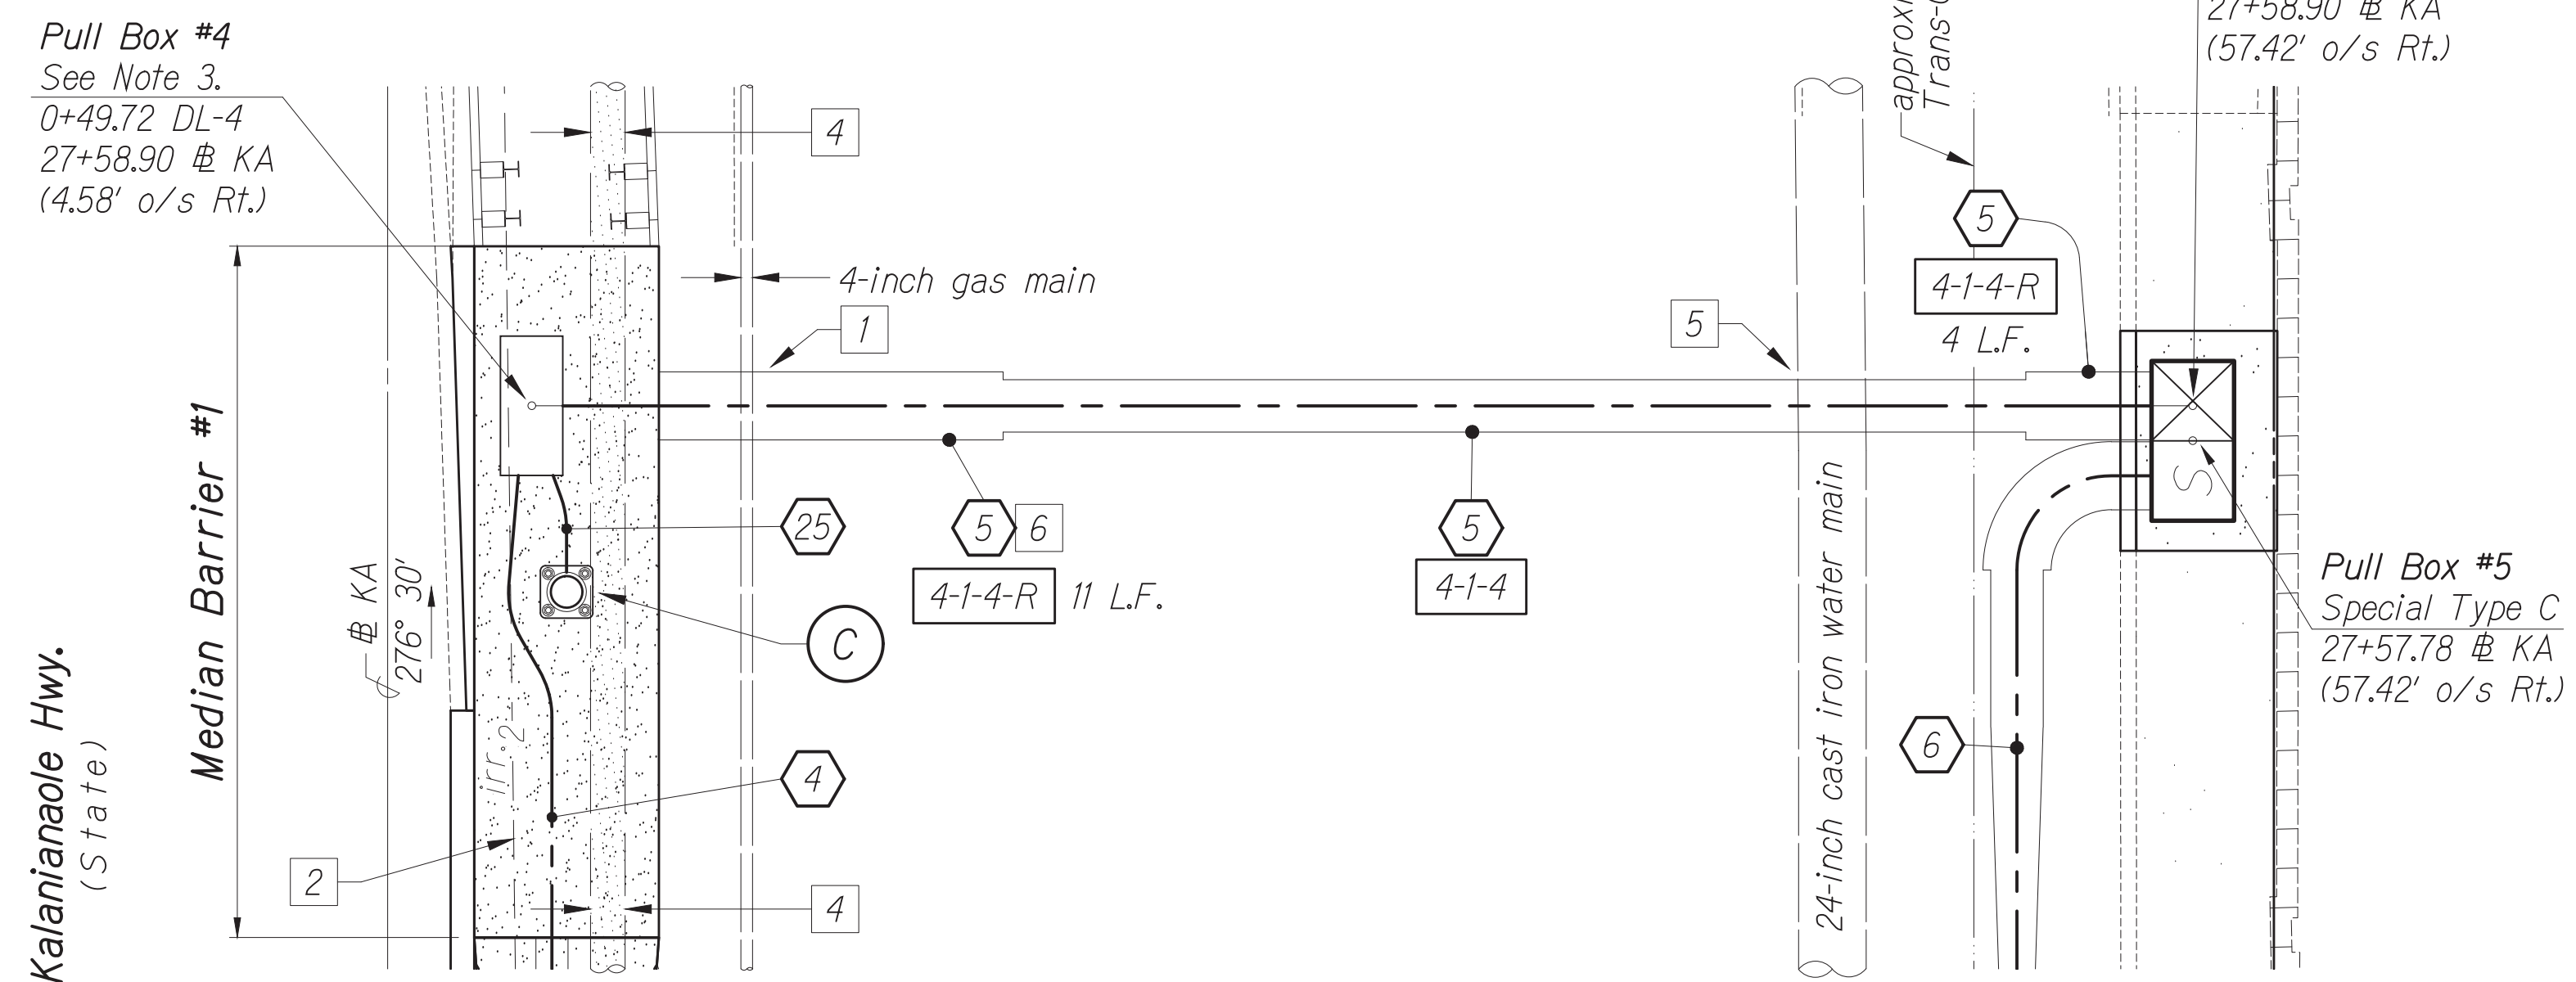 Pull Box #4
See Note 3.
0+49.72 DL-4
27+58.90 ℄ KA
(4.58' o/s Rt.)
4
4-inch gas main
1
5
approxi
Trans-
27+58.90 ℄ KA
(57.42' o/s Rt.)
5
4-1-4-R
4 L.F.
Median Barrier #1
Kalanianaole Hwy.
(State)
℄ KA
276° 30'
irr.2
25
5 6
4-1-4-R 11 L.F.
5
4-1-4
C
4
2
4
24-inch cast iron water main
6
S
Pull Box #5
Special Type C
27+57.78 ℄ KA
(57.42' o/s Rt.)